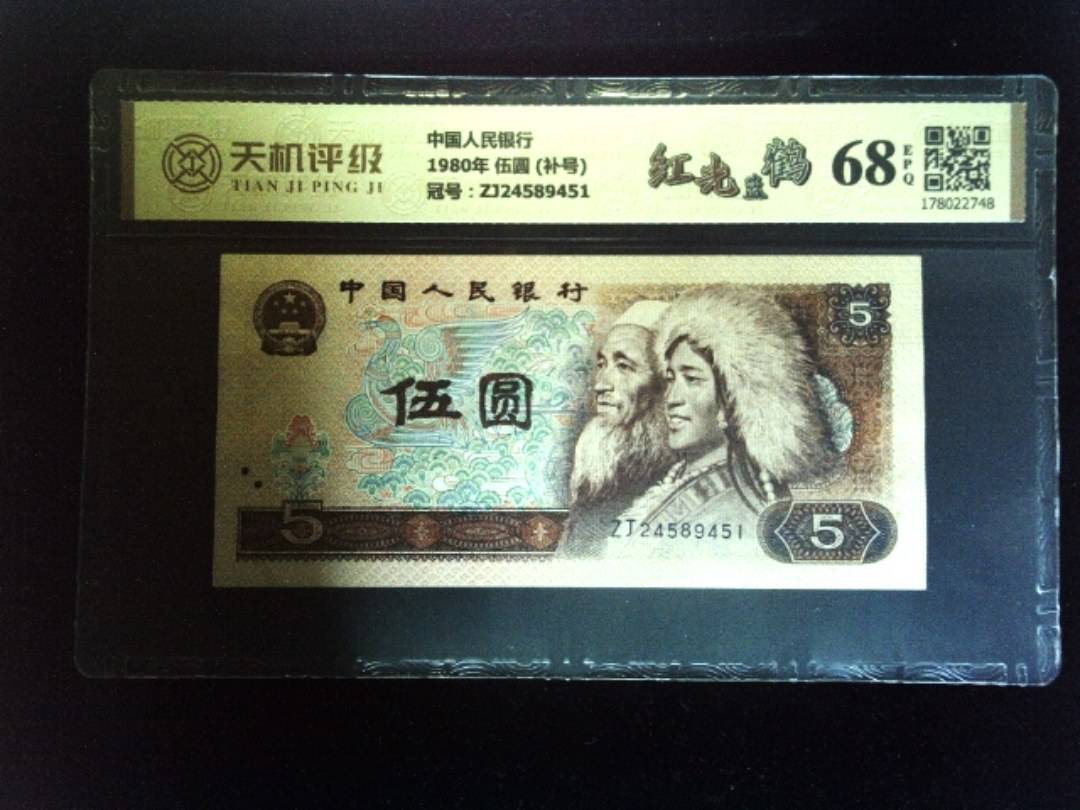 天机评级
TIAN JI PING JI
中国人民银行
1980年 伍圆 (补号)
冠号：ZJ24589451
红光蓝鹤
68
EPQ
178022748
中国人民银行
5
伍圆
5
ZJ24589451
5